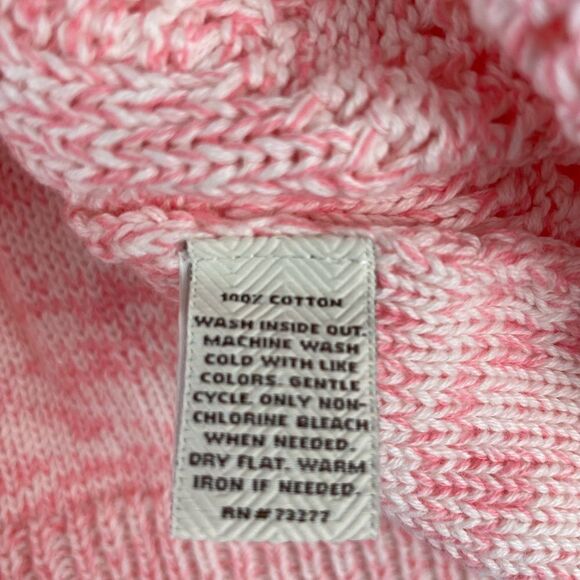 100% COTTON
WASH INSIDE OUT.
MACHINE WASH
COLD WITH LIKE
COLORS. GENTLE
CYCLE. ONLY NON-
CHLORINE BLEACH
WHEN NEEDED.
DRY FLAT. WARM
IRON IF NEEDED.
RN#73277